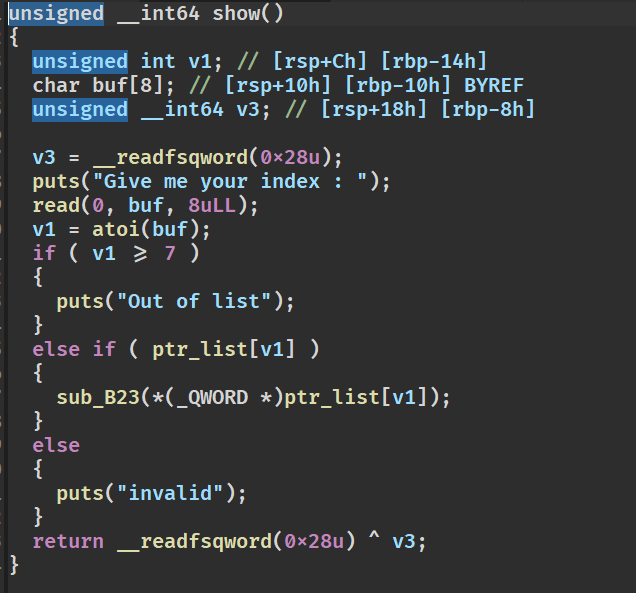 unsigned __int64 show()
{
  unsigned int v1; // [rsp+Ch] [rbp-14h]
  char buf[8]; // [rsp+10h] [rbp-10h] BYREF
  unsigned __int64 v3; // [rsp+18h] [rbp-8h]

  v3 = __readfsqword(0x28u);
  puts("Give me your index : ");
  read(0, buf, 8uLL);
  v1 = atoi(buf);
  if ( v1 >= 7 )
  {
    puts("Out of list");
  }
  else if ( ptr_list[v1] )
  {
    sub_B23(*(_QWORD *)ptr_list[v1]);
  }
  else
  {
    puts("invalid");
  }
  return __readfsqword(0x28u) ^ v3;
}